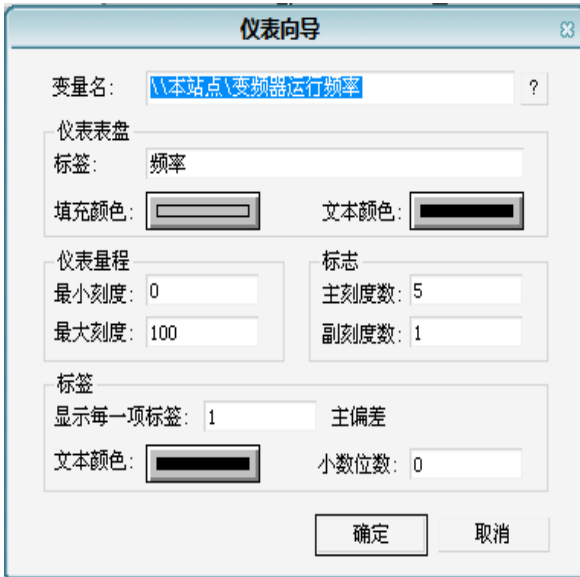 仪表向导
变量名: \\本站点\变频器运行频率 ?
仪表表盘
标签: 频率
填充颜色: 文本颜色:
仪表量程 标志
最小刻度: 0 主刻度数: 5
最大刻度: 100 副刻度数: 1
标签
显示每一项标签: 1 主偏差
文本颜色: 小数位数: 0
确定 取消